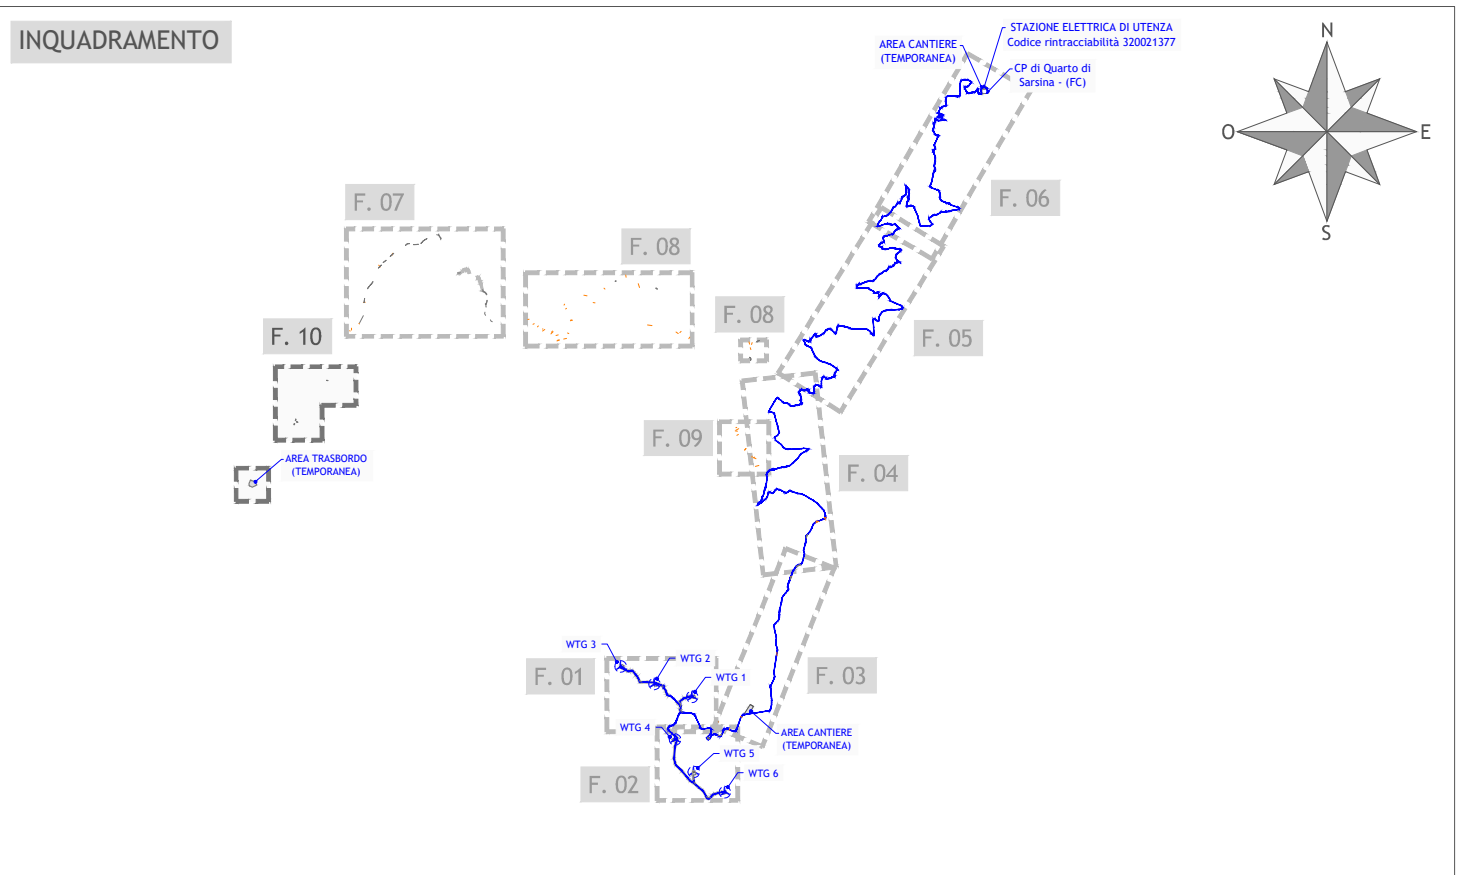 INQUADRAMENTO
STAZIONE ELETTRICA DI UTENZA
Codice rintracciabilità 320021377
AREA CANTIERE
(TEMPORANEA)
CP di Quarto di
Sarsina - (FC)
N
O
E
S
F. 06
F. 07
F. 08
F. 08
F. 10
F. 05
F. 09
F. 04
AREA TRASBORDO
(TEMPORANEA)
WTG 3
WTG 2
F. 01
WTG 1
F. 03
WTG 4
AREA CANTIERE
(TEMPORANEA)
WTG 5
WTG 6
F. 02